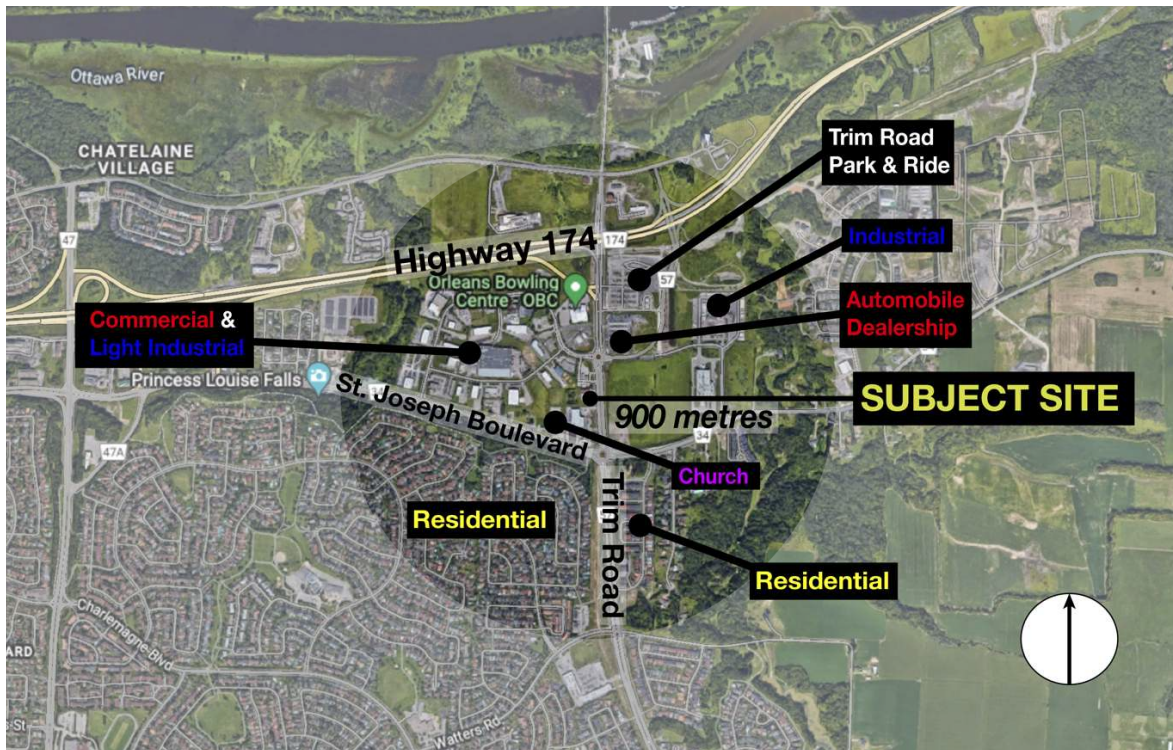 Ottawa River
CHATELAINE
VILLAGE
Trim Road
Park & Ride
47
174
Highway 174
Industrial
57
Orleans Bowling
Centre - OBC
Automobile
Dealership
Commercial &
Light Industrial
Princess Louise Falls
SUBJECT SITE
900 metres
St. Joseph Boulevard
34
47A
Church
Residential
Trim Road
Residential
Charlemagne Blvd
ARD
s St
Watters Rd.